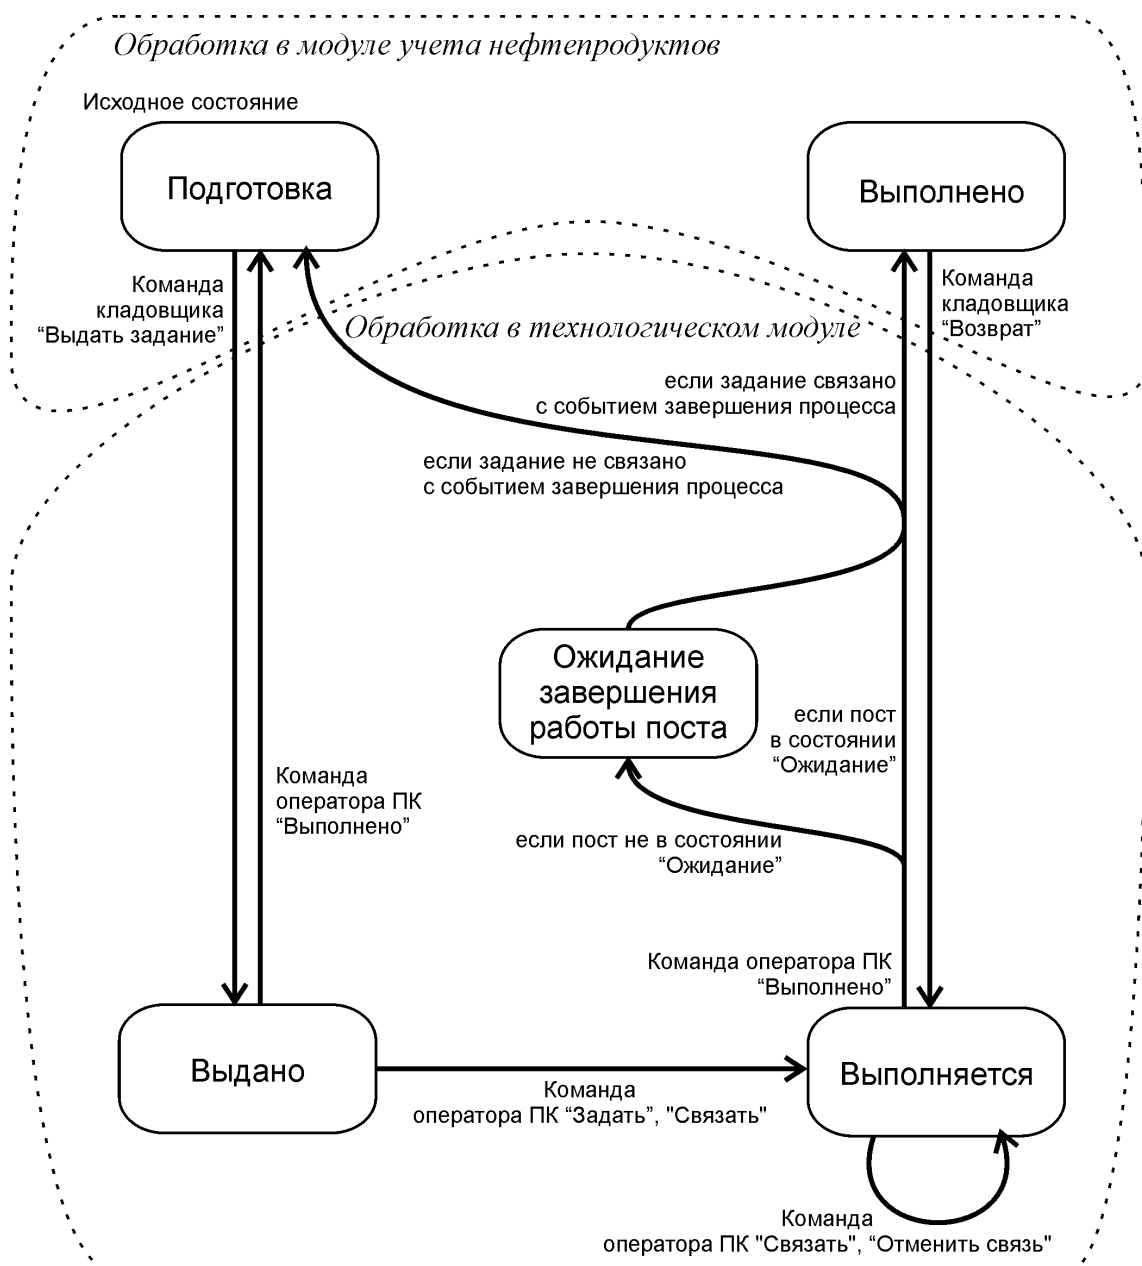 Обработка в модуле учета нефтепродуктов
Исходное состояние
Подготовка
Выполнено
Команда
кладовщика
“Выдать задание”
Команда
кладовщика
“Возврат”
Обработка в технологическом модуле
если задание связано
с событием завершения процесса
если задание не связано
с событием завершения процесса
Ожидание
завершения
работы поста
если пост
в состоянии
“Ожидание”
Команда
оператора ПК
“Выполнено”
если пост не в состоянии
“Ожидание”
Команда оператора ПК
“Выполнено”
Выдано
Выполняется
Команда
оператора ПК “Задать”, "Связать"
Команда
оператора ПК "Связать", “Отменить связь"